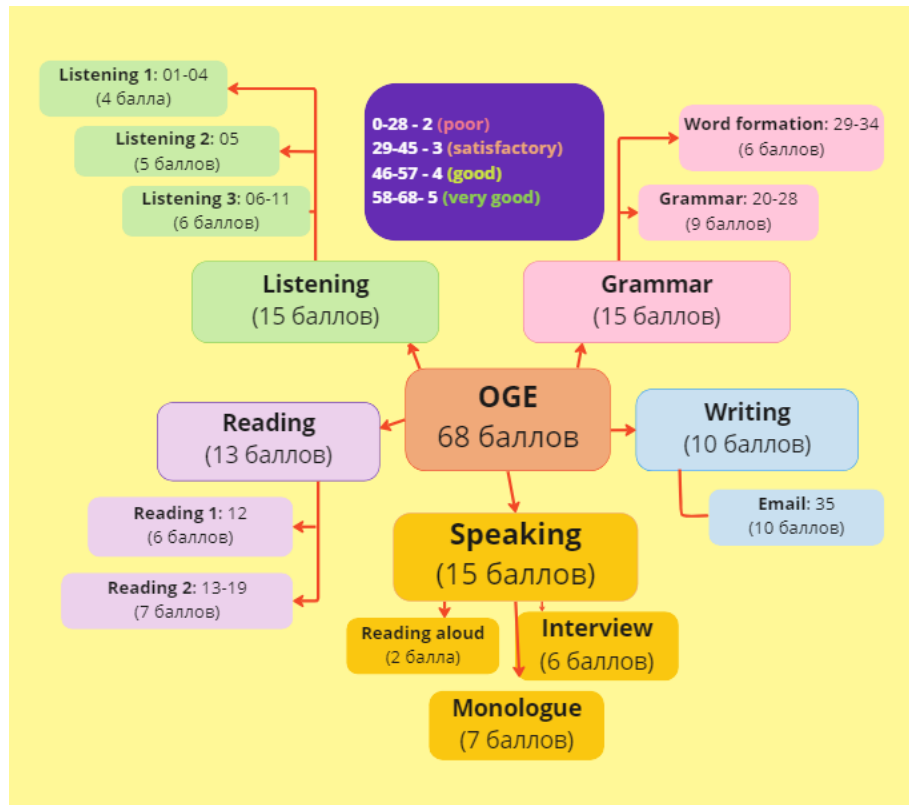 Listening 1: 01-04
(4 балла)
Listening 2: 05
(5 баллов)
Listening 3: 06-11
(6 баллов)
Listening
(15 баллов)
0-28 - 2 (poor)
29-45 - 3 (satisfactory)
46-57 - 4 (good)
58-68- 5 (very good)
Word formation: 29-34
(6 баллов)
Grammar: 20-28
(9 баллов)
Grammar
(15 баллов)
OGE
68 баллов
Reading
(13 баллов)
Reading 1: 12
(6 баллов)
Reading 2: 13-19
(7 баллов)
Writing
(10 баллов)
Email: 35
(10 баллов)
Speaking
(15 баллов)
Reading aloud
(2 балла)
Interview
(6 баллов)
Monologue
(7 баллов)